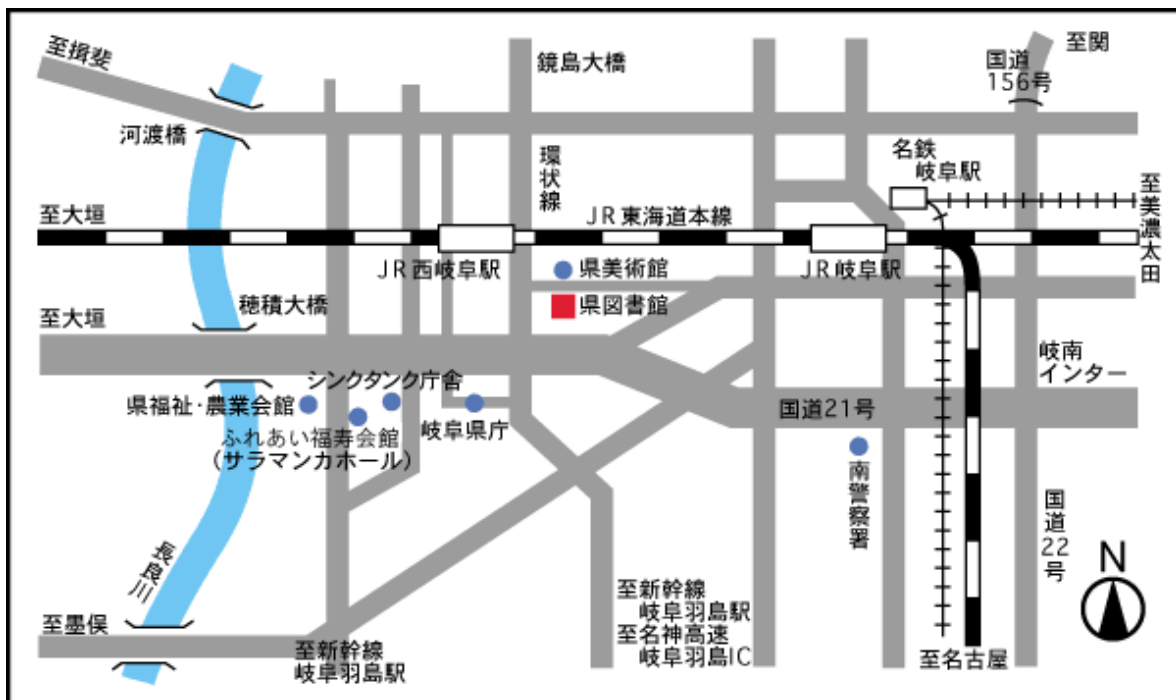 至揖斐
鏡島大橋
国道
156号
至関
河渡橋
環状線
名鉄
岐阜駅
至美濃太田
至大垣
JR東海道本線
JR西岐阜駅
県美術館
JR岐阜駅
至大垣
穂積大橋
県図書館
岐南
インター
シンクタンク庁舎
県福祉・農業会館
岐阜県庁
国道21号
ふれあい福寿会館
(サラマンカホール)
南警察署
国道22号
長良川
N
至墨俣
至新幹線
岐阜羽島駅
至新幹線
岐阜羽島駅
至名神高速
岐阜羽島IC
至名古屋